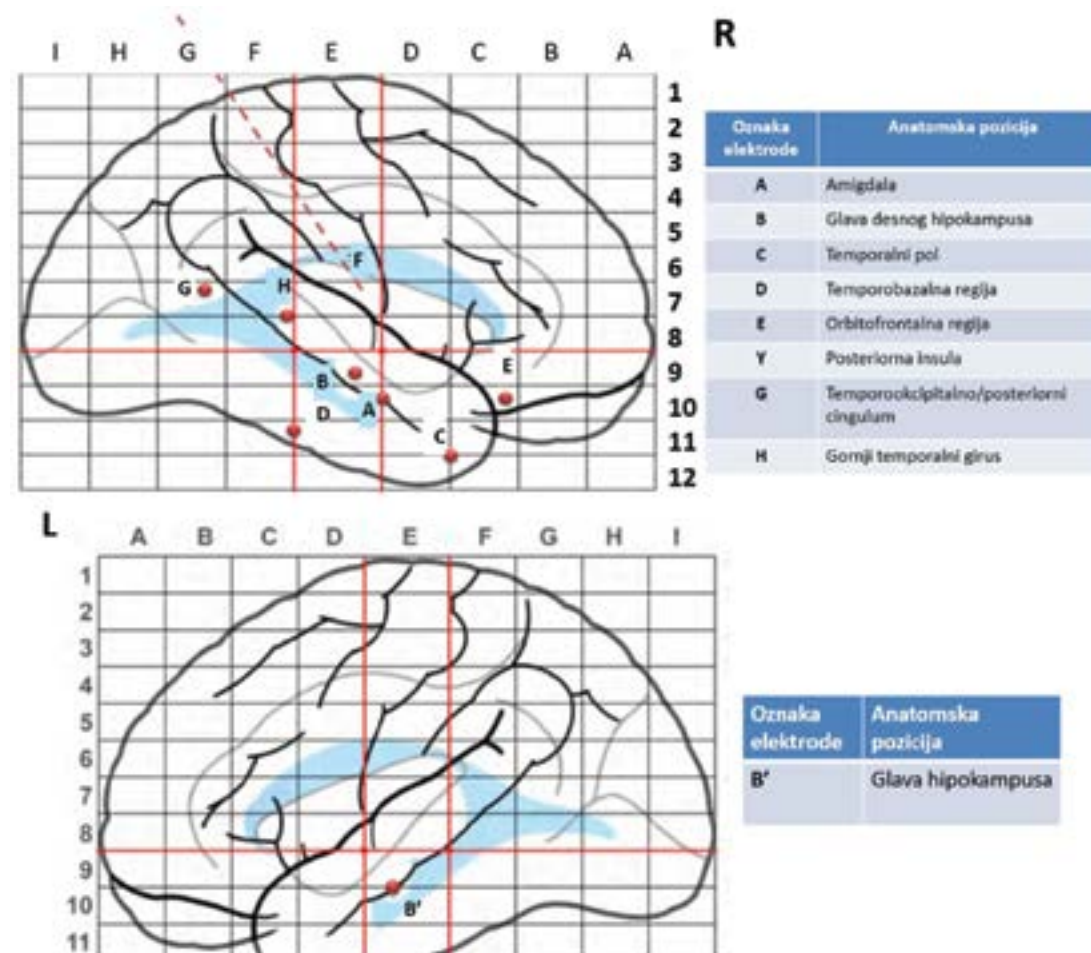 R
I H G F E D C B A
1
2
3
4
5
6
7
8
9
10
11
12
F
G
H
E
B
A
D
C
Oznaka elektrode Anatomska pozicija
A Amigdala
B Glava desnog hipokampusa
C Temporalni pol
D Temporobazalna regija
E Orbitofrontalna regija
Y Posteriorna insula
G Temporookcipitalno/posteriorni
cingulum
H Gornji temporalni girus
L
A B C D E F G H I
1
2
3
4
5
6
7
8
9
10
11
B'
Oznaka Anatomska
elektrode pozicija
B' Glava hipokampusa